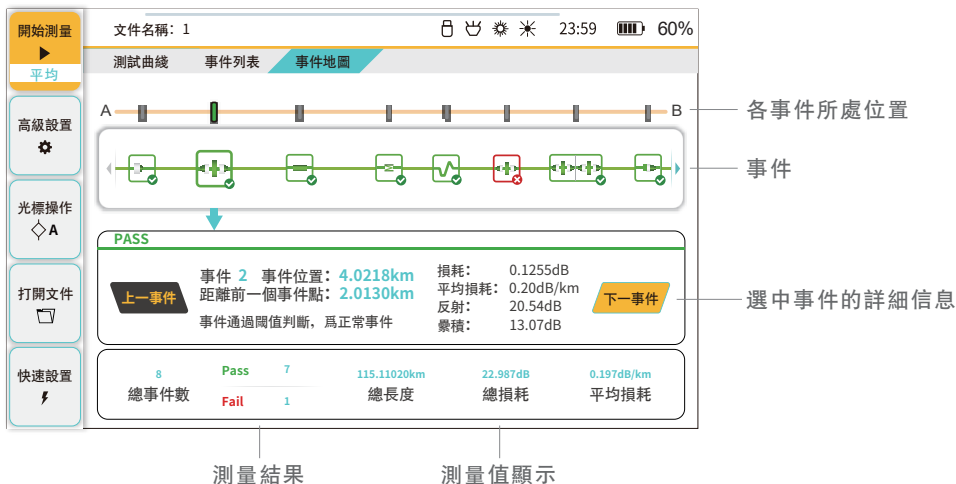 開始測量
平均
高級設置
光標操作
A
打開文件
快速設置
文件名稱：1
23:59
60%
測試曲綫
事件列表
事件地圖
A
B
PASS
上一事件
事件 2 事件位置：4.0218km
距離前一個事件點：2.0130km
事件通過閾值判斷，爲正常事件
損耗： 0.1255dB
平均損耗：0.20dB/km
反射： 20.54dB
纍積： 13.07dB
下一事件
8
總事件數
Pass 7
Fail 1
115.11020km
總長度
22.987dB
總損耗
0.197dB/km
平均損耗
各事件所處位置
事件
選中事件的詳細信息
測量結果
測量值顯示